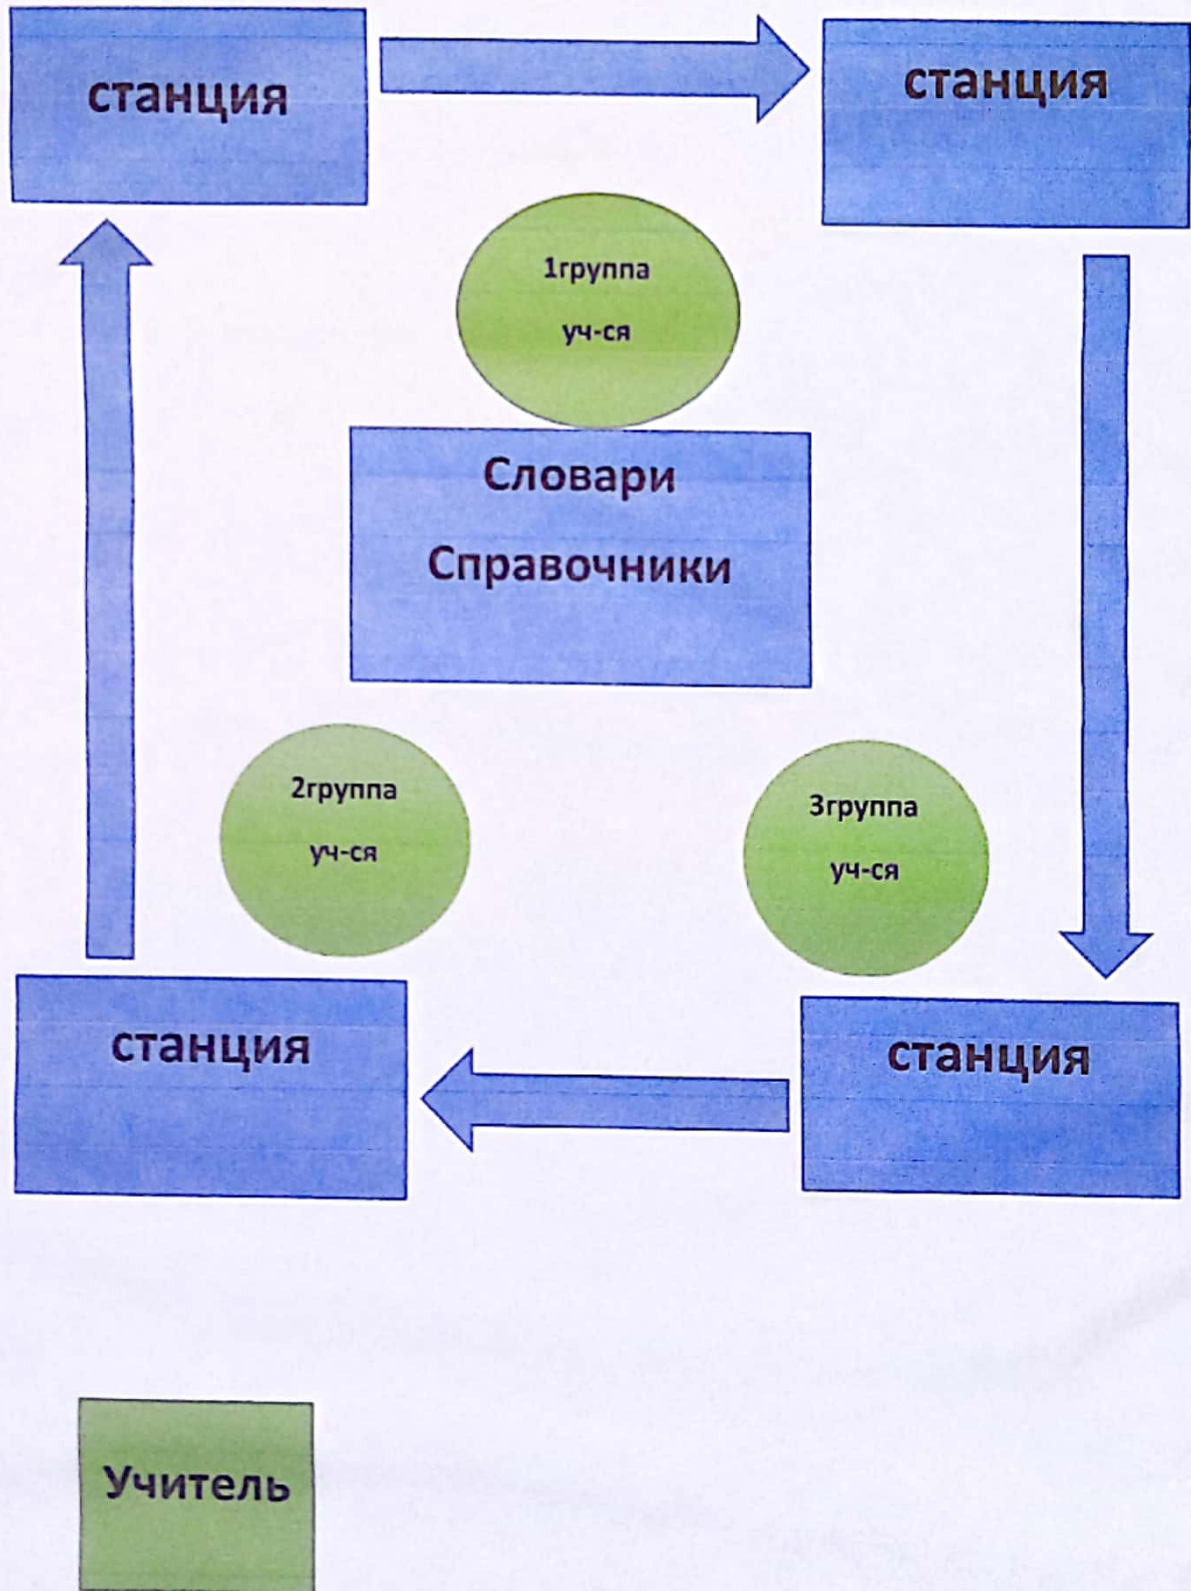 станция
станция
1группа
уч-ся
Словари
Справочники
2группа
уч-ся
3группа
уч-ся
станция
станция
Учитель